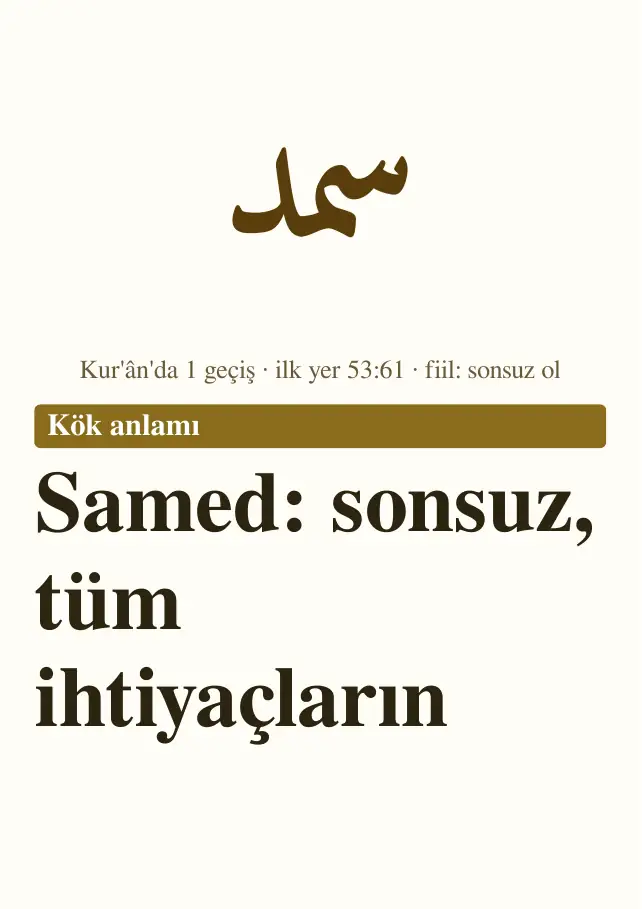 سمد
Kur'ân'da 1 geçiş · ilk yer 53:61 · fiil: sonsuz ol
Kök anlamı
Samed: sonsuz,
tüm
ihtiyaçların